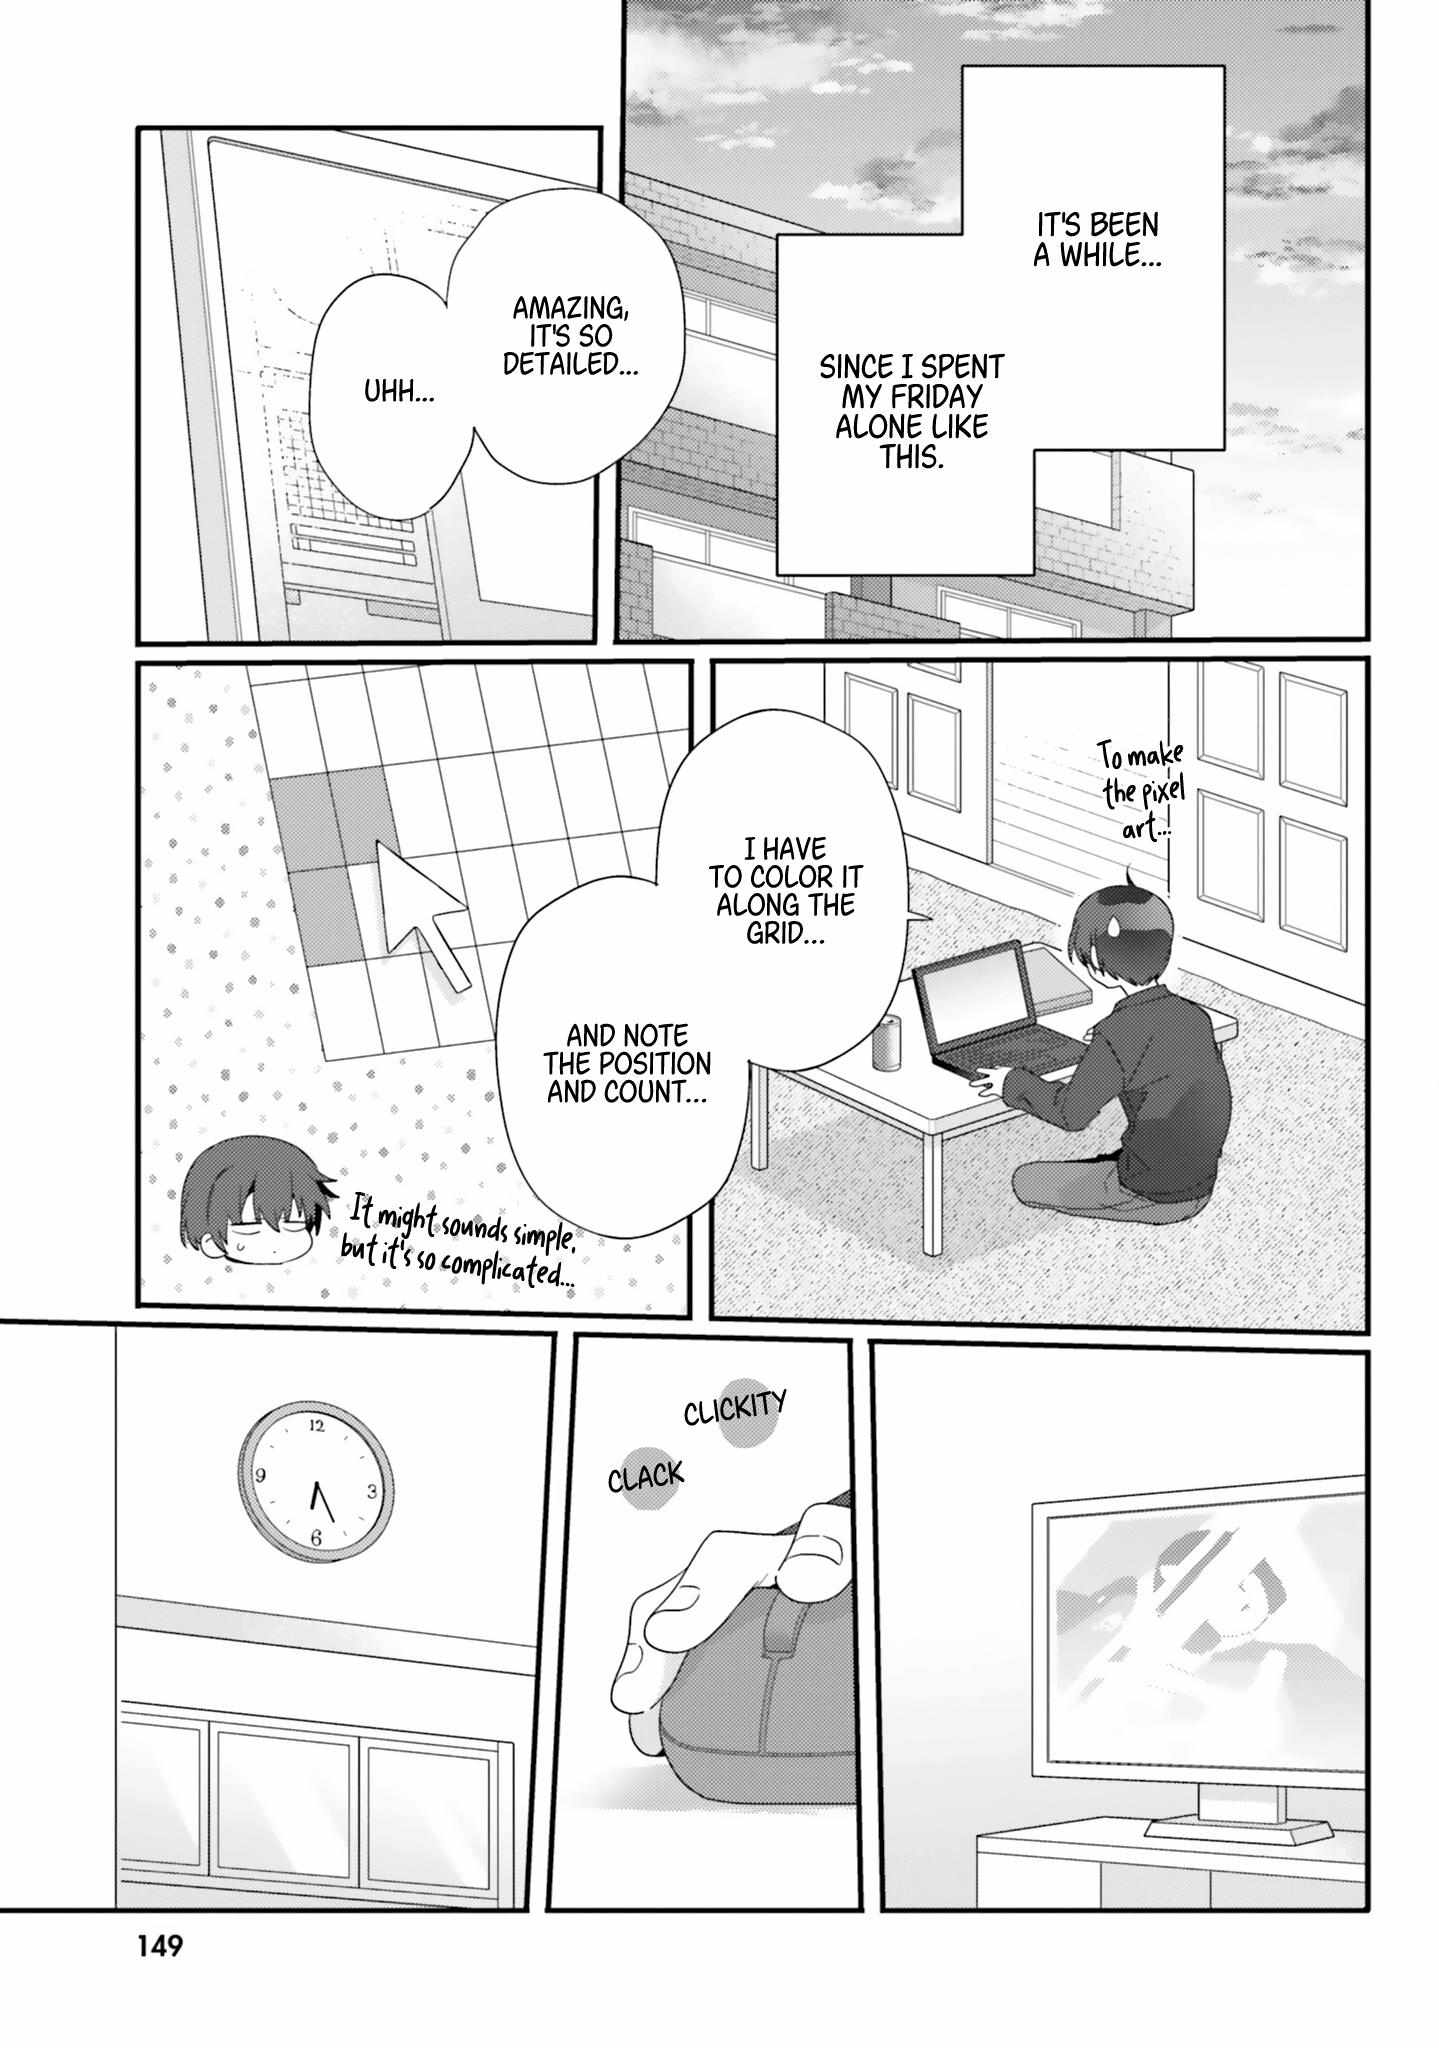 IT'S BEEN
A WHILE...
SINCE I SPENT
MY FRIDAY
ALONE LIKE
THIS.
AMAZING,
IT'S SO
DETAILED...
UHH...
To make
the pixel
art...
I HAVE
TO COLOR IT
ALONG THE
GRID...
AND NOTE
THE POSITION
AND COUNT...
It might sounds simple,
but it's so complicated...
CLICKITY
CLACK
12
9
3
6
149